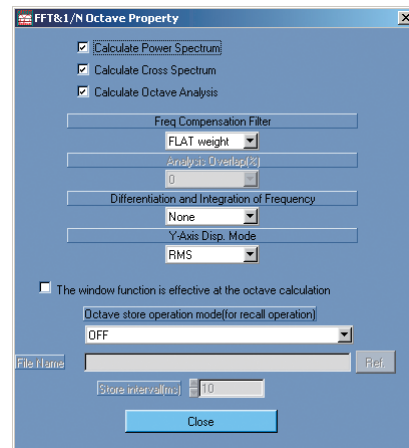 FFT&1/N Octave Property
Calculate Power Spectrum
Calculate Cross Spectrum
Calculate Octave Analysis
Freq Compensation Filter
FLAT weight
Analysis Overlap(%)
0
Differentiation and Integration of Frequency
None
Y-Axis Disp. Mode
RMS
The window function is effective at the octave calculation
Octave store operation mode(for recall operation)
OFF
File Name Ref.
Store interval(ms) 10
Close